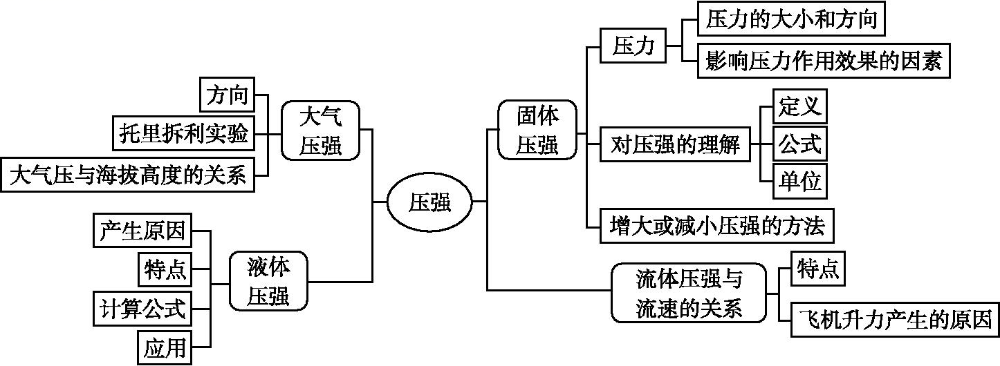 压力的大小和方向
压力
影响压力作用效果的因素
方向
大气
压强
固体
压强
定义
托里拆利实验
对压强的理解
公式
大气压与海拔高度的关系
单位
压强
产生原因
增大或减小压强的方法
特点
液体
压强
流体压强与
流速的关系
特点
计算公式
飞机升力产生的原因
应用